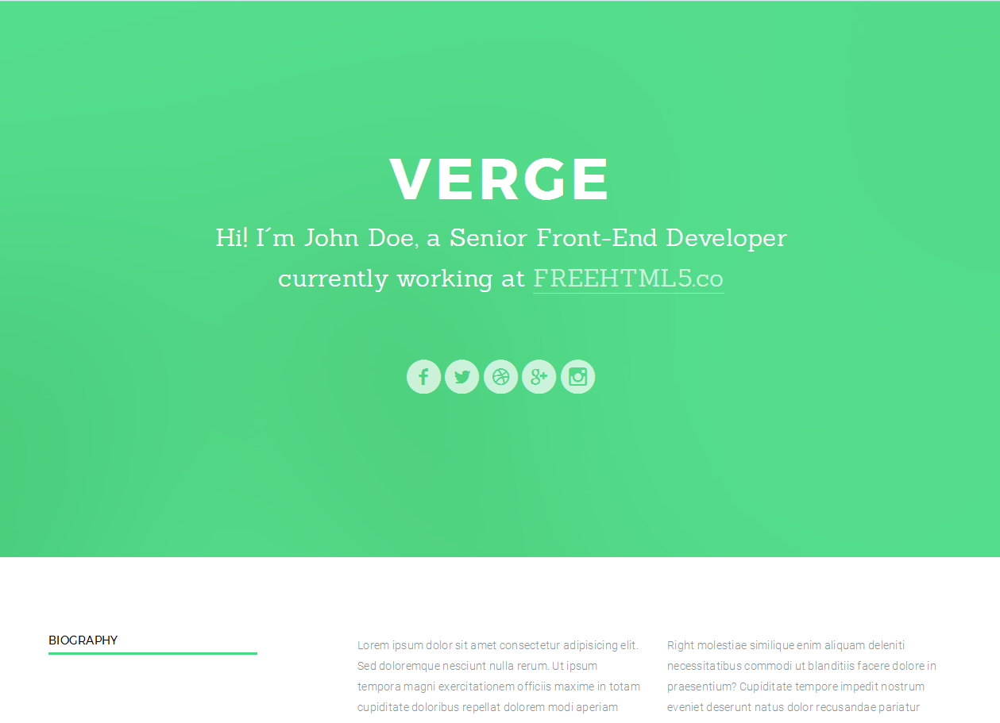 VERGE
Hi! I´m John Doe, a Senior Front-End Developer
currently working at FREEHTML5.co
BIOGRAPHY
Lorem ipsum dolor sit amet consectetur adipisicing elit.
Sed doloremque nesciunt nulla rerum. Ut ipsum
tempora magni exercitationem officiis maxime in totam
cupiditate doloribus repellat dolorem modi aperiam
Right molestiae similique enim aliquam deleniti
necessitatibus commodi ut blanditiis facere dolore in
praesentium? Cupiditate tempore impedit nostrum
eveniet deserunt natus dolor recusandae pariatur